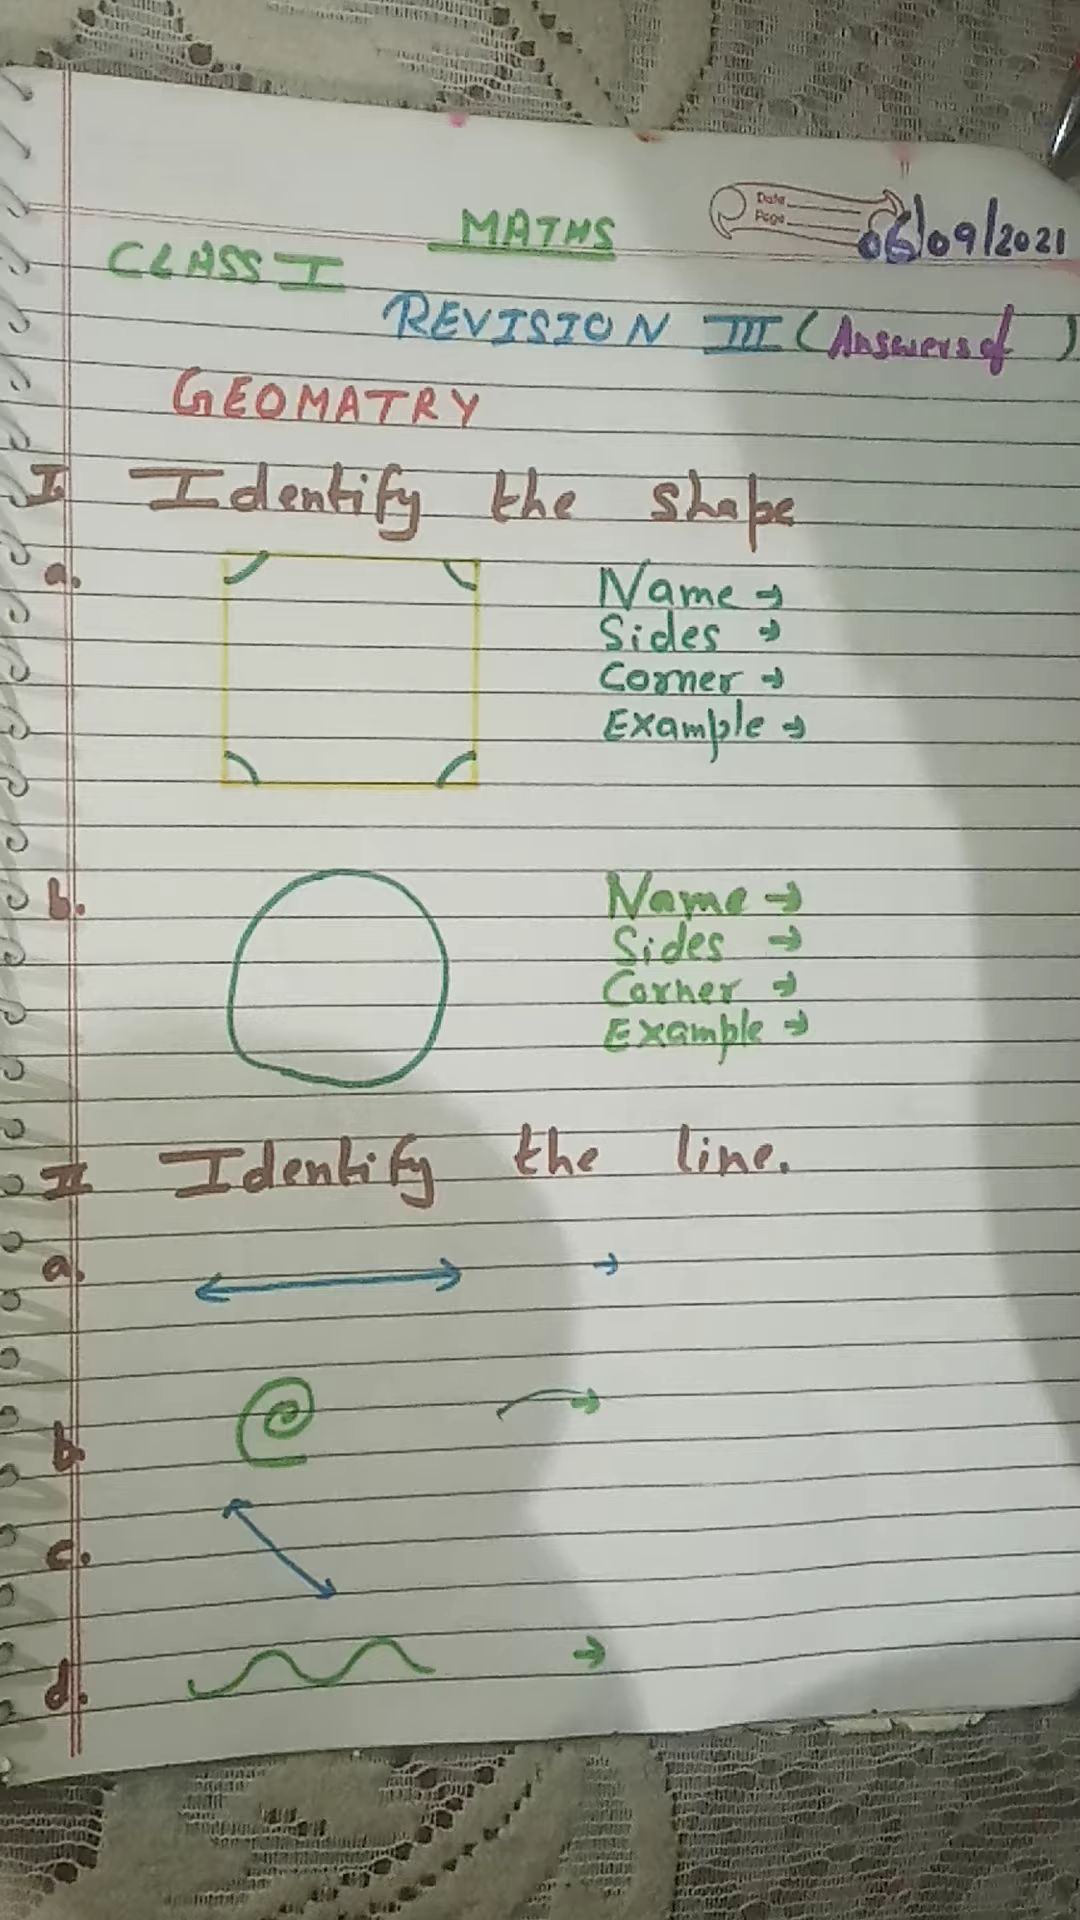 MATHS
Date
Page
06/09/2021
CLASS I
REVISION III (Answers of )
GEOMATRY
I Identify the shape
a.
Name →
Sides →
Corner →
Example →
b.
Name →
Sides →
Corner →
Example →
II Identify the line.
a. →
b. →
c.
d. →